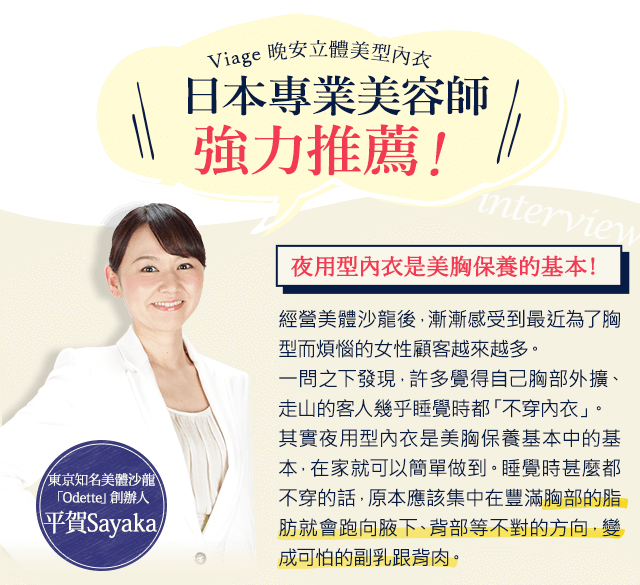 Viage 晚安立體美型內衣
日本專業美容師
強力推薦！
interview
夜用型內衣是美胸保養的基本！
經營美體沙龍後，漸漸感受到最近為了胸
型而煩惱的女性顧客越來越多。
一問之下發現，許多覺得自己胸部外擴、
走山的客人幾乎睡覺時都「不穿內衣」。
其實夜用型內衣是美胸保養基本中的基
本，在家就可以簡單做到。睡覺時甚麼都
不穿的話，原本應該集中在豐滿胸部的脂
肪就會跑向腋下、背部等不對的方向，變
成可怕的副乳跟背肉。
東京知名美體沙龍
「Odette」創辦人
平賀Sayaka